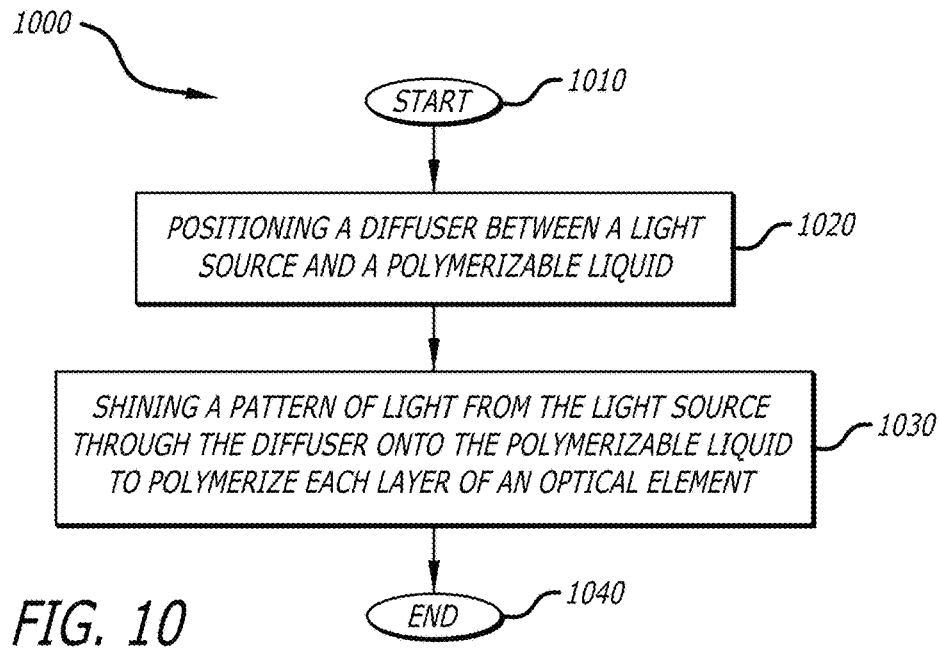 1000
START
1010
POSITIONING A DIFFUSER BETWEEN A LIGHT
SOURCE AND A POLYMERIZABLE LIQUID
1020
SHINING A PATTERN OF LIGHT FROM THE LIGHT SOURCE
THROUGH THE DIFFUSER ONTO THE POLYMERIZABLE LIQUID
TO POLYMERIZE EACH LAYER OF AN OPTICAL ELEMENT
1030
END
1040
FIG. 10